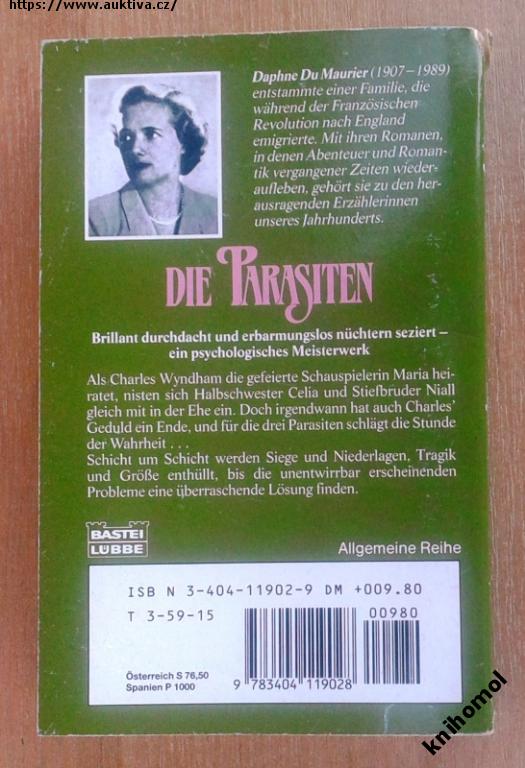 https://www.auktiva.cz/
Daphne Du Maurier (1907–1989)
entstammte einer Familie, die
während der Französischen
Revolution nach England
emigrierte. Mit ihren Romanen,
in denen Abenteuer und Roman-
tik vergangener Zeiten wieder-
aufleben, gehört sie zu den her-
ausragenden Erzählerinnen
unseres Jahrhunderts.
DIE PARASITEN
Brillant durchdacht und erbarmungslos nüchtern seziert –
ein psychologisches Meisterwerk
Als Charles Wyndham die gefeierte Schauspielerin Maria hei-
ratet, nisten sich Halbschwester Celia und Stiefbruder Niall
gleich mit in der Ehe ein. Doch irgendwann hat auch Charles'
Geduld ein Ende, und für die drei Parasiten schlägt die Stunde
der Wahrheit . . .
Schicht um Schicht werden Siege und Niederlagen, Tragik
und Größe enthüllt, bis die unentwirrbar erscheinenden
Probleme eine überraschende Lösung finden.
BASTEI
LÜBBE
Allgemeine Reihe
ISB N 3-404-11902-9 DM +009.80
T 3-59-15
00980
Österreich S 76,50
Spanien P 1000
9 783404 119028
knihomol